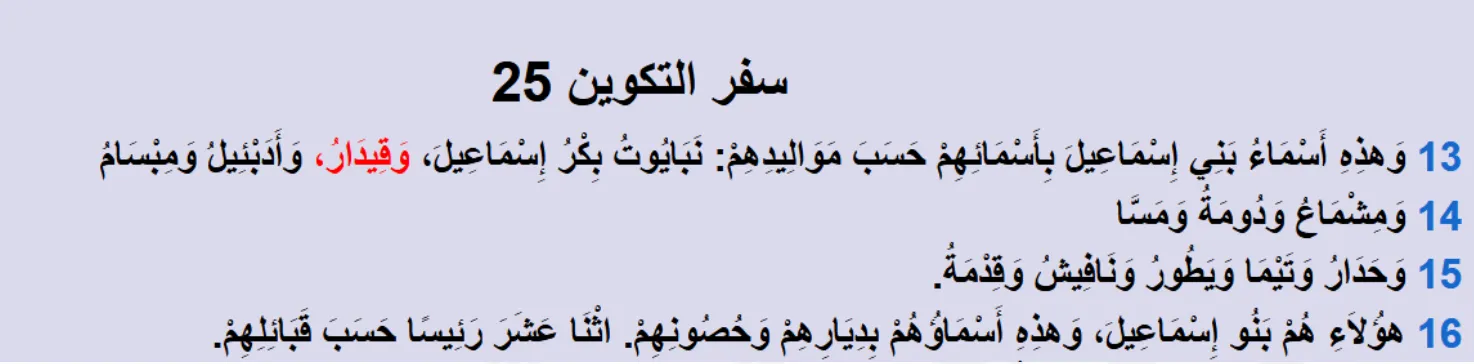 سفر التكوين 25
13 وَهذِهِ أَسْمَاءُ بَنِي إِسْمَاعِيلَ بِأَسْمَائِهِمْ حَسَبَ مَوَالِيدِهِمْ: نَبَايُوتُ بِكْرُ إِسْمَاعِيلَ، وَقِيدَارُ، وَأَدَبْئِيلُ وَمِبْسَامُ
14 وَمِشْمَاعُ وَدُومَةُ وَمَسَّا
15 وَحَدَارُ وَتَيْمَا وَيَطُورُ وَنَافِيشُ وَقِدْمَةُ.
16 هؤُلاَءِ هُمْ بَنُو إِسْمَاعِيلَ، وَهذِهِ أَسْمَاؤُهُمْ بِدِيَارِهِمْ وَحُصُونِهِمْ. اثْنَا عَشَرَ رَئِيسًا حَسَبَ قَبَائِلِهِمْ.